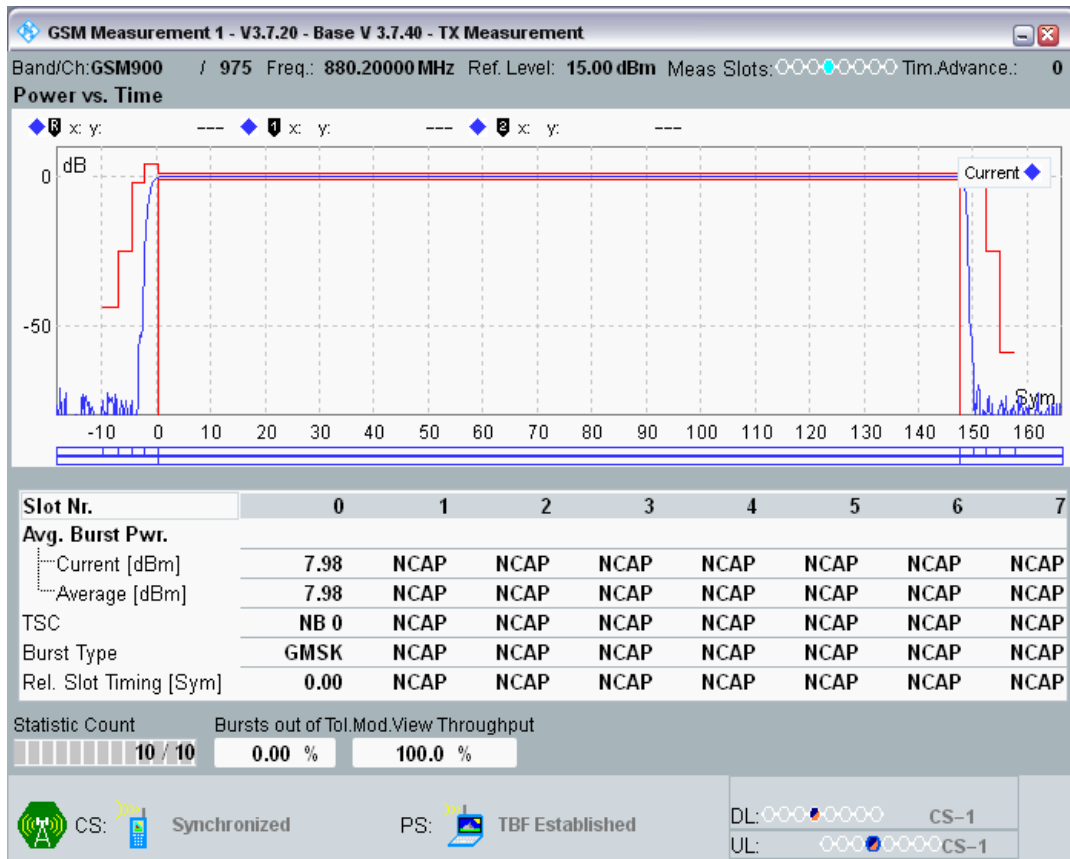 GSM Measurement 1 - V3.7.20 - Base V 3.7.40 - TX Measurement
Band/Ch:GSM900 / 975 Freq.: 880.20000 MHz Ref. Level: 15.00 dBm Meas Slots: Tim.Advance.: 0
Power vs. Time
R x: y: --- 1 x: y: --- 2 x: y: ---
dB
Current
0
-50
Sym
-10 0 10 20 30 40 50 60 70 80 90 100 110 120 130 140 150 160
Slot Nr. 0 1 2 3 4 5 6 7
Avg. Burst Pwr.
Current [dBm] 7.98 NCAP NCAP NCAP NCAP NCAP NCAP NCAP
Average [dBm] 7.98 NCAP NCAP NCAP NCAP NCAP NCAP NCAP
TSC NB 0 NCAP NCAP NCAP NCAP NCAP NCAP NCAP
Burst Type GMSK NCAP NCAP NCAP NCAP NCAP NCAP NCAP
Rel. Slot Timing [Sym] 0.00 NCAP NCAP NCAP NCAP NCAP NCAP NCAP
Statistic Count Bursts out of Tol. Mod.View Throughput
10 / 10 0.00 % 100.0 %
CS: Synchronized PS: TBF Established
DL: CS-1
UL: CS-1